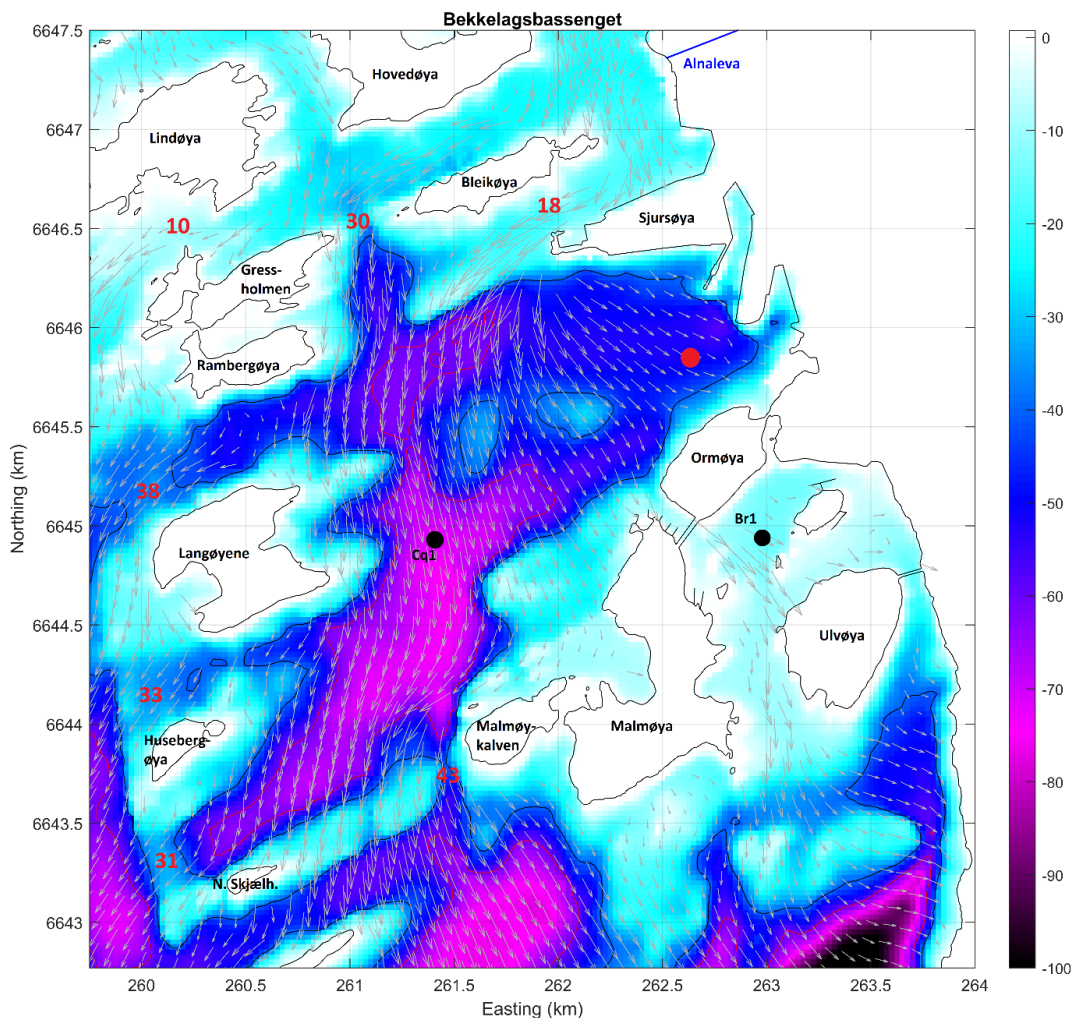 Bekkelagsbassenget
6647.5
0
Alnaleva
Hovedøya
6647
Lindøya
-10
Bleikøya
18
Sjursøya
10
30
6646.5
-20
Gress-
holmen
6646
-30
Rambergøya
-40
6645.5
Ormøya
38
-50
6645
Br1
Langøyene
Cq1
Northing (km)
-60
6644.5
Ulvøya
33
-70
6644
Huseberg-
øya
Malmøy-
kalven
Malmøya
43
-80
6643.5
31
N. Skjælh.
-90
6643
-100
260
260.5
261
261.5
262
262.5
263
263.5
264
Easting (km)